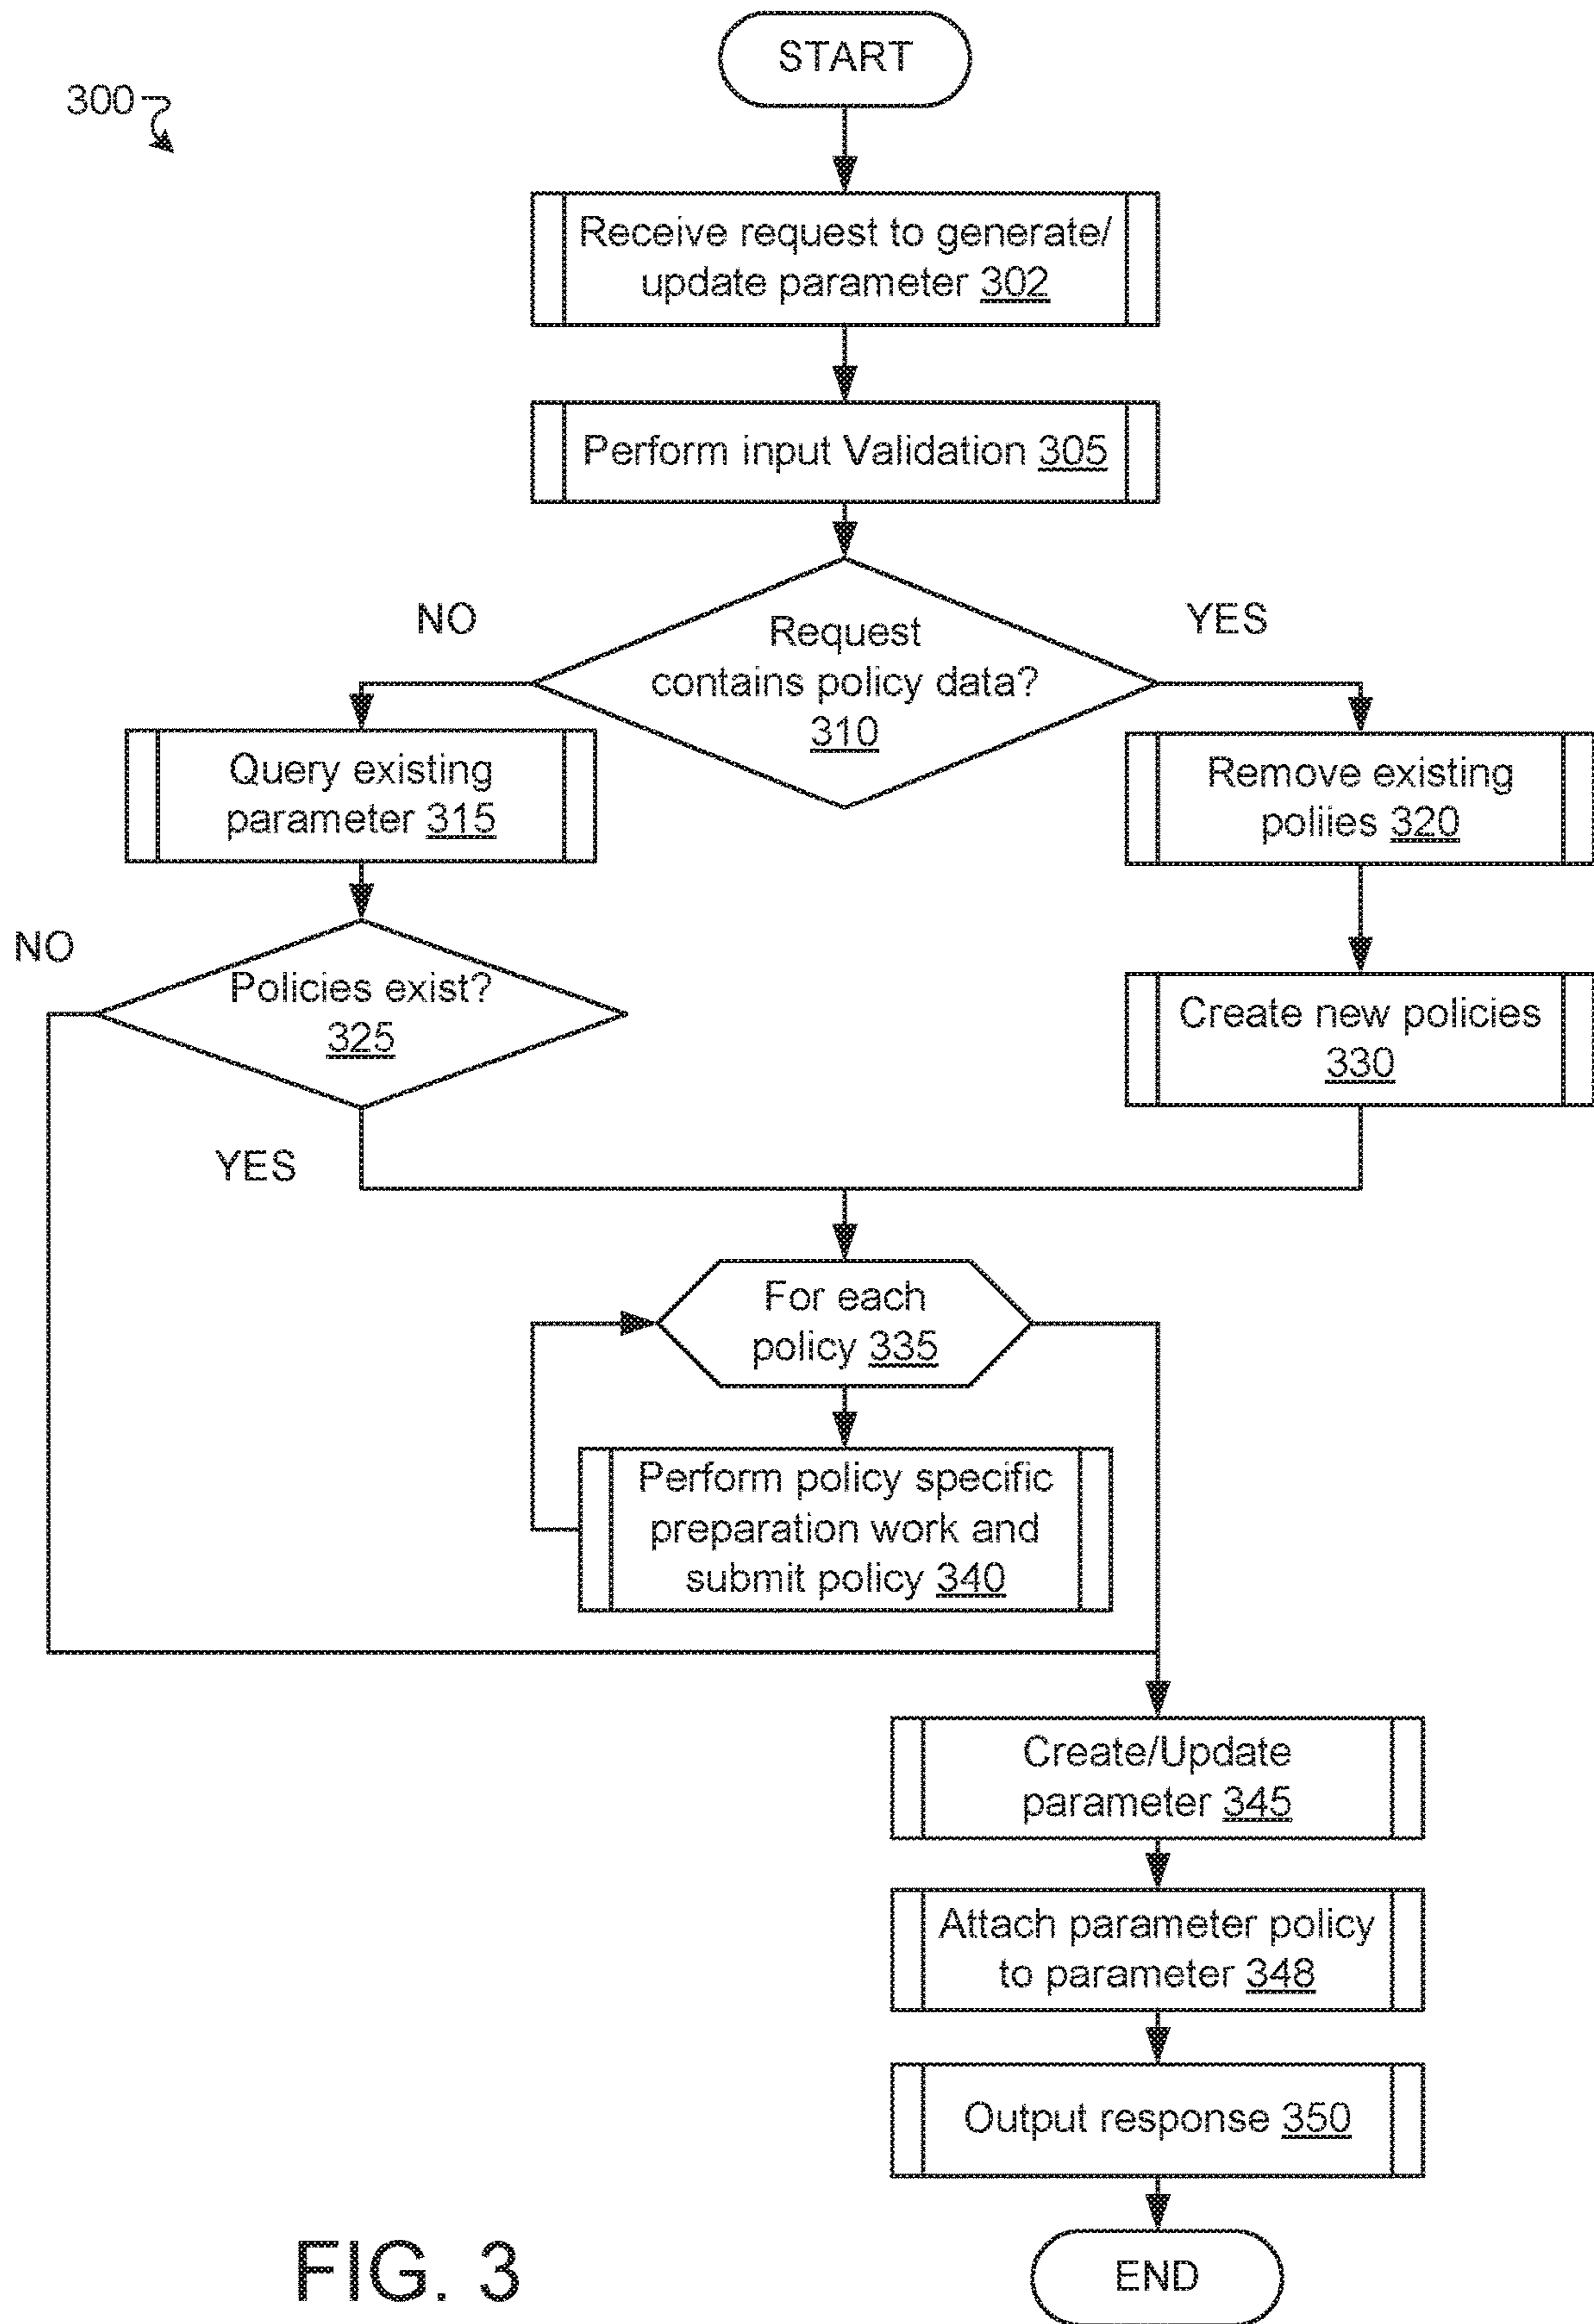 START
300
Receive request to generate/
update parameter 302
Perform input Validation 305
NO
YES
Request
contains policy data?
310
Query existing
parameter 315
Remove existing
poliies 320
NO
Policies exist?
325
Create new policies
330
YES
For each
policy 335
Perform policy specific
preparation work and
submit policy 340
Create/Update
parameter 345
Attach parameter policy
to parameter 348
Output response 350
END
FIG. 3